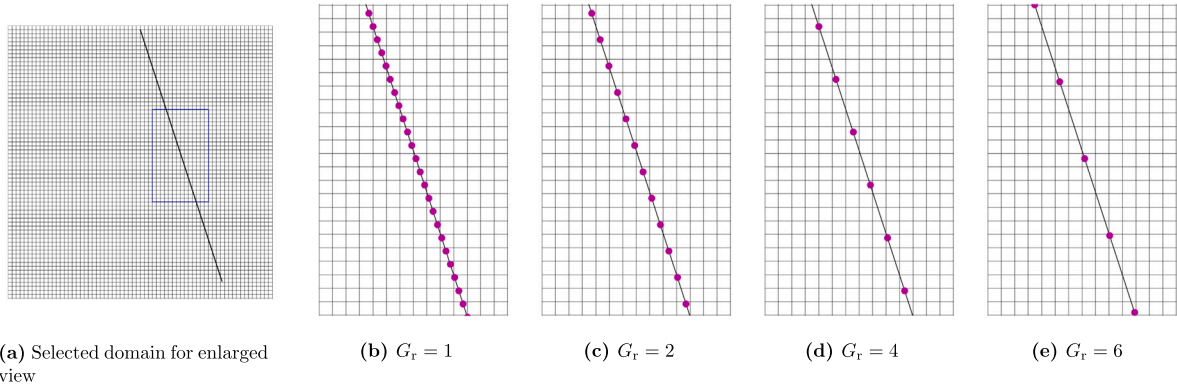 (a) Selected domain for enlarged
view
(b) Gr = 1
(c) Gr = 2
(d) Gr = 4
(e) Gr = 6